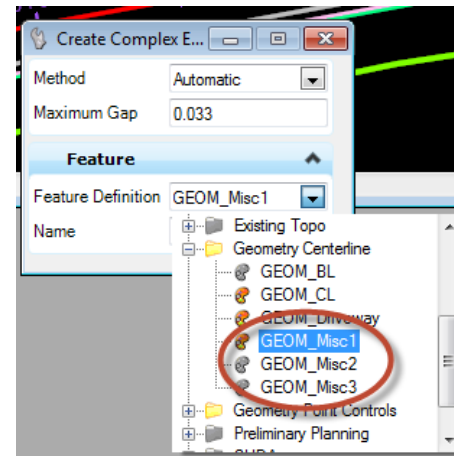 Create Comple E...
Method Automatic
Maximum Gap 0.033
Feature
Feature Definition GEOM_Misc1
Name
Existing Topo
Geometry Centerline
GEOM_BL
GEOM_CL
GEOM_Driveway
GEOM_Misc1
GEOM_Misc2
GEOM_Misc3
Geometry Point Controls
Preliminary Planning